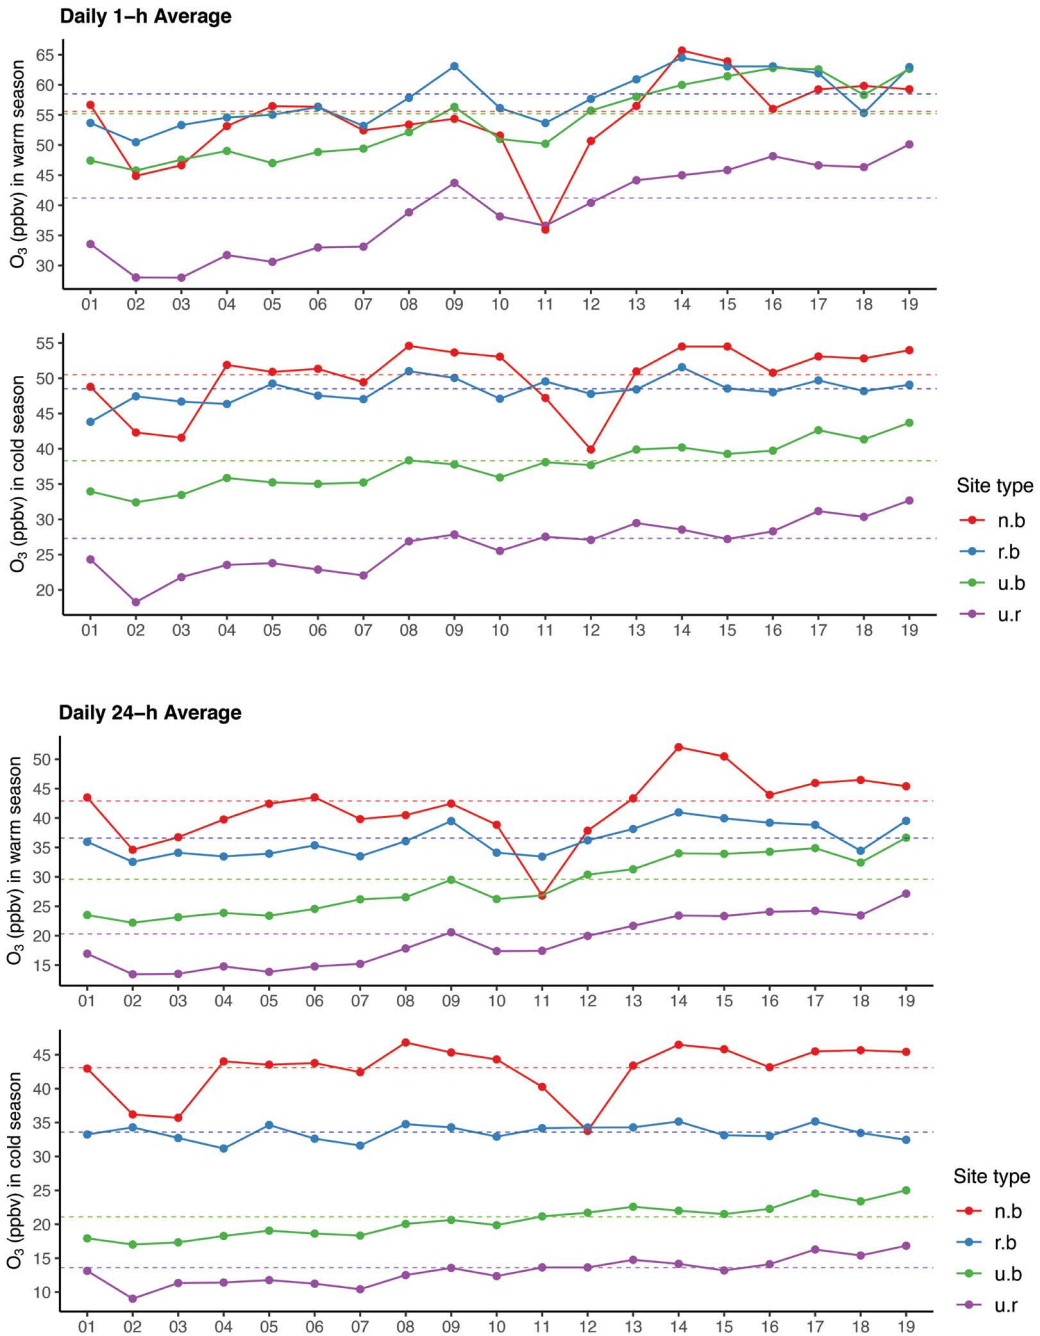 Daily 1–h Average
O3 (ppbv) in warm season
65
60
55
50
45
40
35
30
01 02 03 04 05 06 07 08 09 10 11 12 13 14 15 16 17 18 19
O3 (ppbv) in cold season
55
50
45
40
35
30
25
20
01 02 03 04 05 06 07 08 09 10 11 12 13 14 15 16 17 18 19
Site type
n.b
r.b
u.b
u.r
Daily 24–h Average
O3 (ppbv) in warm season
50
45
40
35
30
25
20
15
01 02 03 04 05 06 07 08 09 10 11 12 13 14 15 16 17 18 19
O3 (ppbv) in cold season
45
40
35
30
25
20
15
10
01 02 03 04 05 06 07 08 09 10 11 12 13 14 15 16 17 18 19
Site type
n.b
r.b
u.b
u.r